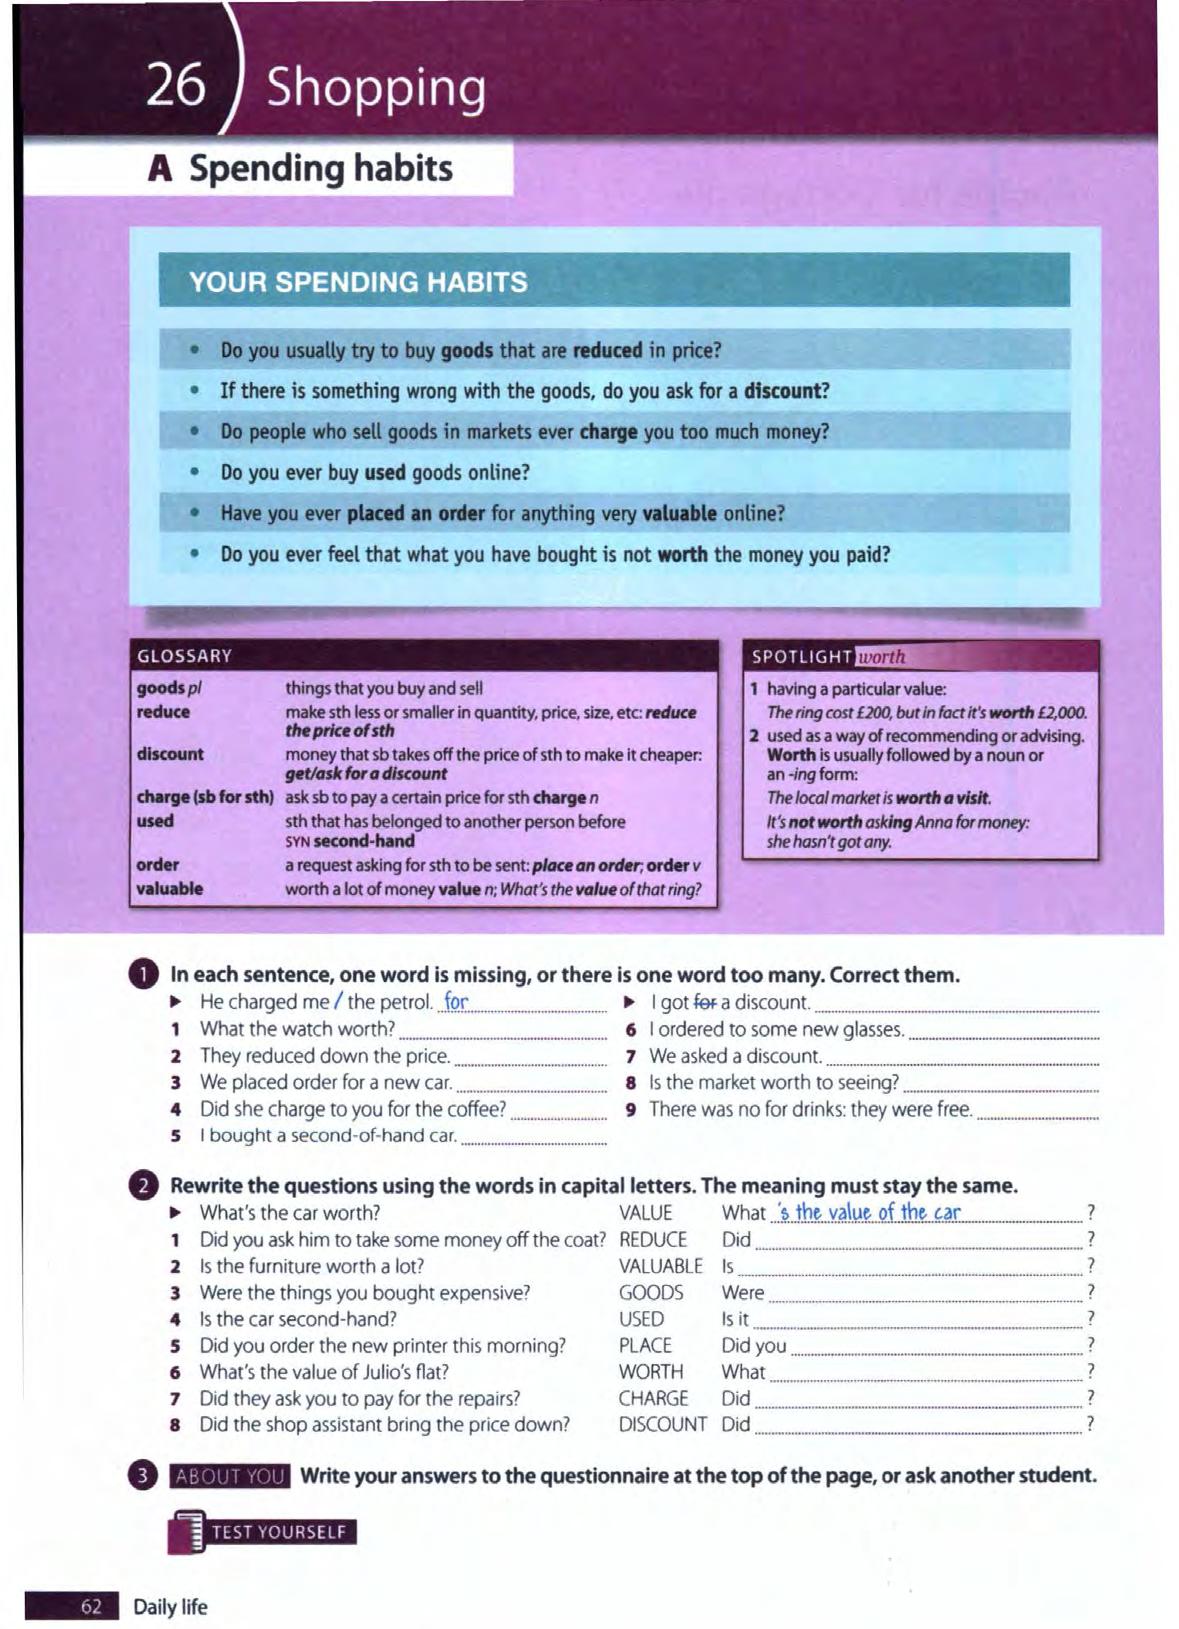 26 Shopping
A Spending habits
YOUR SPENDING HABITS
• Do you usually try to buy goods that are reduced in price?
• If there is something wrong with the goods, do you ask for a discount?
• Do people who sell goods in markets ever charge you too much money?
• Do you ever buy used goods online?
• Have you ever placed an order for anything very valuable online?
• Do you ever feel that what you have bought is not worth the money you paid?
GLOSSARY
goods pl things that you buy and sell
reduce make sth less or smaller in quantity, price, size, etc: reduce
the price of sth
discount money that sb takes off the price of sth to make it cheaper:
get/ask for a discount
charge (sb for sth) ask sb to pay a certain price for sth charge n
used sth that has belonged to another person before
SYN second-hand
order a request asking for sth to be sent: place an order; order v
valuable worth a lot of money value n; What's the value of that ring?
SPOTLIGHT worth
1 having a particular value:
The ring cost £200, but in fact it's worth £2,000.
2 used as a way of recommending or advising.
Worth is usually followed by a noun or
an -ing form:
The local market is worth a visit.
It's not worth asking Anna for money:
she hasn't got any.
1 In each sentence, one word is missing, or there is one word too many. Correct them.
▶ He charged me / the petrol. for
1 What the watch worth?
2 They reduced down the price.
3 We placed order for a new car.
4 Did she charge to you for the coffee?
5 I bought a second-of-hand car.
▶ I got for a discount.
6 I ordered to some new glasses.
7 We asked a discount.
8 Is the market worth to seeing?
9 There was no for drinks: they were free.
2 Rewrite the questions using the words in capital letters. The meaning must stay the same.
▶ What's the car worth? VALUE What 's the value of the car ?
1 Did you ask him to take some money off the coat? REDUCE Did ?
2 Is the furniture worth a lot? VALUABLE Is ?
3 Were the things you bought expensive? GOODS Were ?
4 Is the car second-hand? USED Is it ?
5 Did you order the new printer this morning? PLACE Did you ?
6 What's the value of Julio's flat? WORTH What ?
7 Did they ask you to pay for the repairs? CHARGE Did ?
8 Did the shop assistant bring the price down? DISCOUNT Did ?
3 ABOUT YOU Write your answers to the questionnaire at the top of the page, or ask another student.
TEST YOURSELF
62 Daily life